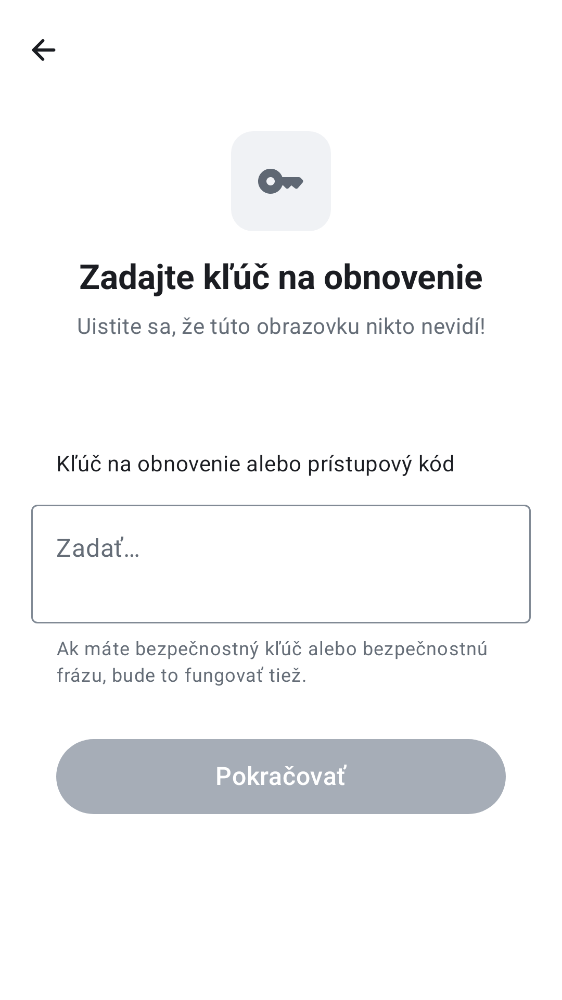 Zadajte kľúč na obnovenie
Uistite sa, že túto obrazovku nikto nevidí!
Kľúč na obnovenie alebo prístupový kód
Zadať…
Ak máte bezpečnostný kľúč alebo bezpečnostnú
frázu, bude to fungovať tiež.
Pokračovať